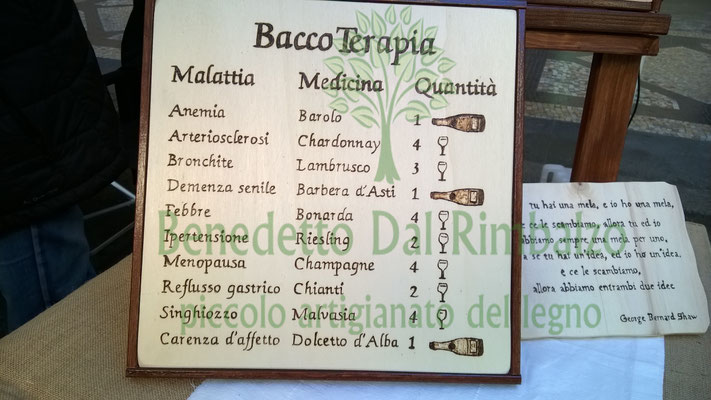 BaccoTerapia
Malattia Medicina Quantità
Anemia Barolo 1
Arteriosclerosi Chardonnay 4
Bronchite Lambrusco 3
Demenza senile Barbera d'Asti 1
Febbre Bonarda 4
Ipertensione Riesling 2
Menopausa Champagne 4
Reflusso gastrico Chianti 2
Singhiozzo Malvasia 4
Carenza d'affetto Dolcetto d'Alba 1
Benedetto Dal Rimbalzo
piccolo artigianato del legno
tu hai una mela, e io ho una mela,
e ce le scambiamo, allora tu ed io
abbiamo sempre una mela per uno.
a se tu hai un'idea, ed io ho un'idea,
e ce le scambiamo,
allora abbiamo entrambi due idee
George Bernard Shaw